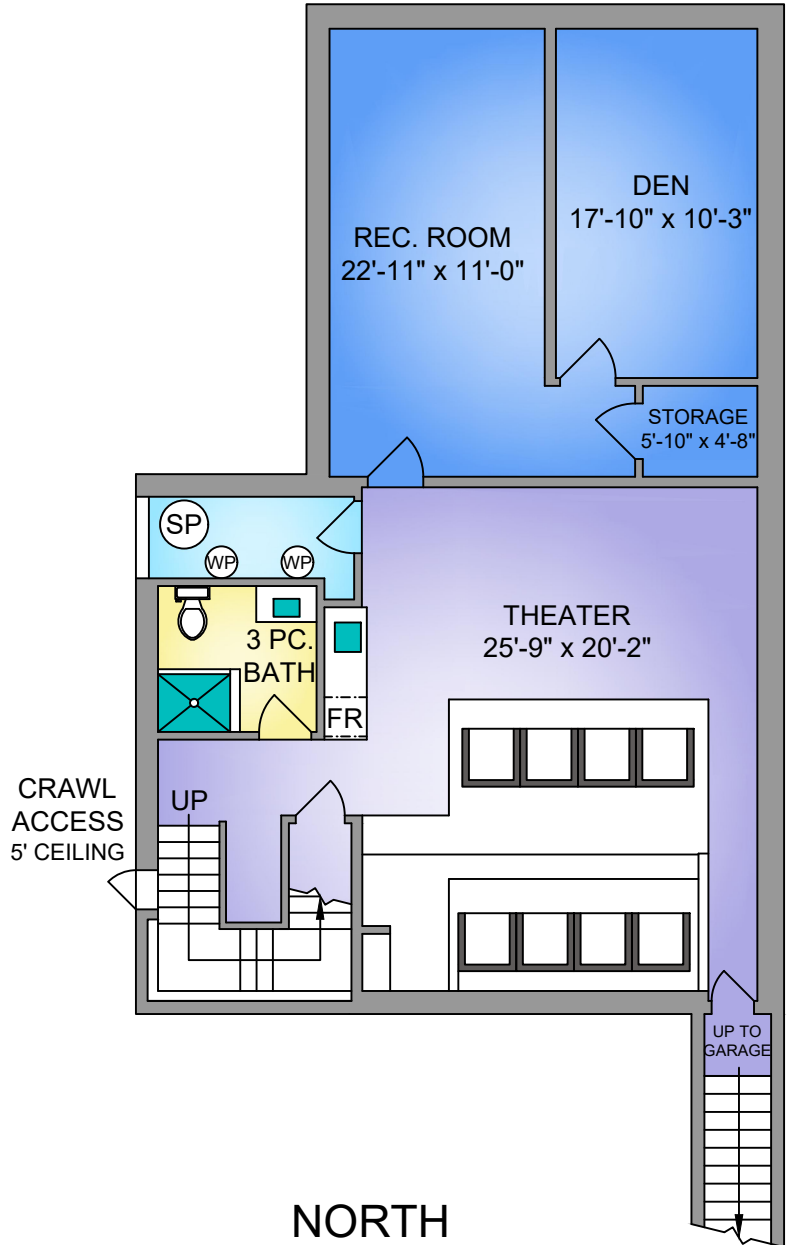 DEN
17'-10" x 10'-3"
REC. ROOM
22'-11" x 11'-0"
STORAGE
5'-10" x 4'-8"
SP
WP
WP
THEATER
25'-9" x 20'-2"
3 PC.
BATH
FR
CRAWL
ACCESS
5' CEILING
UP
UP TO
GARAGE
NORTH